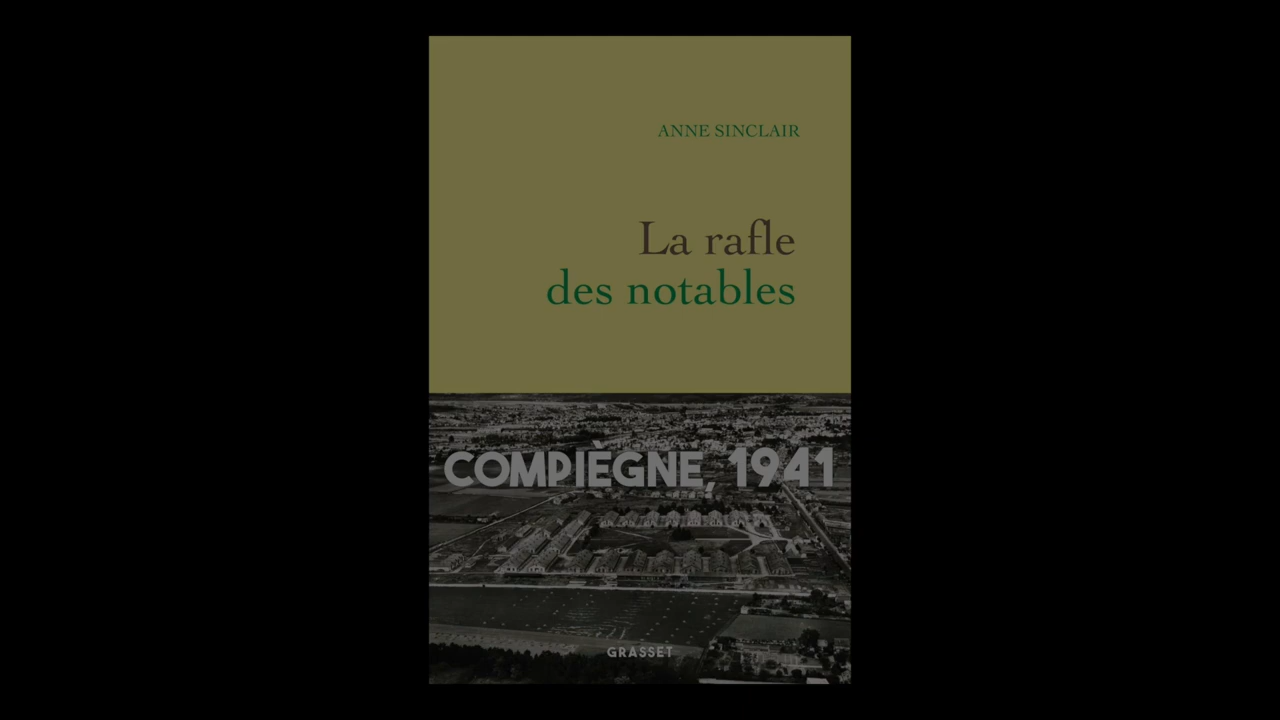 ANNE SINCLAIR
La rafle
des notables
COMPIÈGNE, 1941
GRASSET